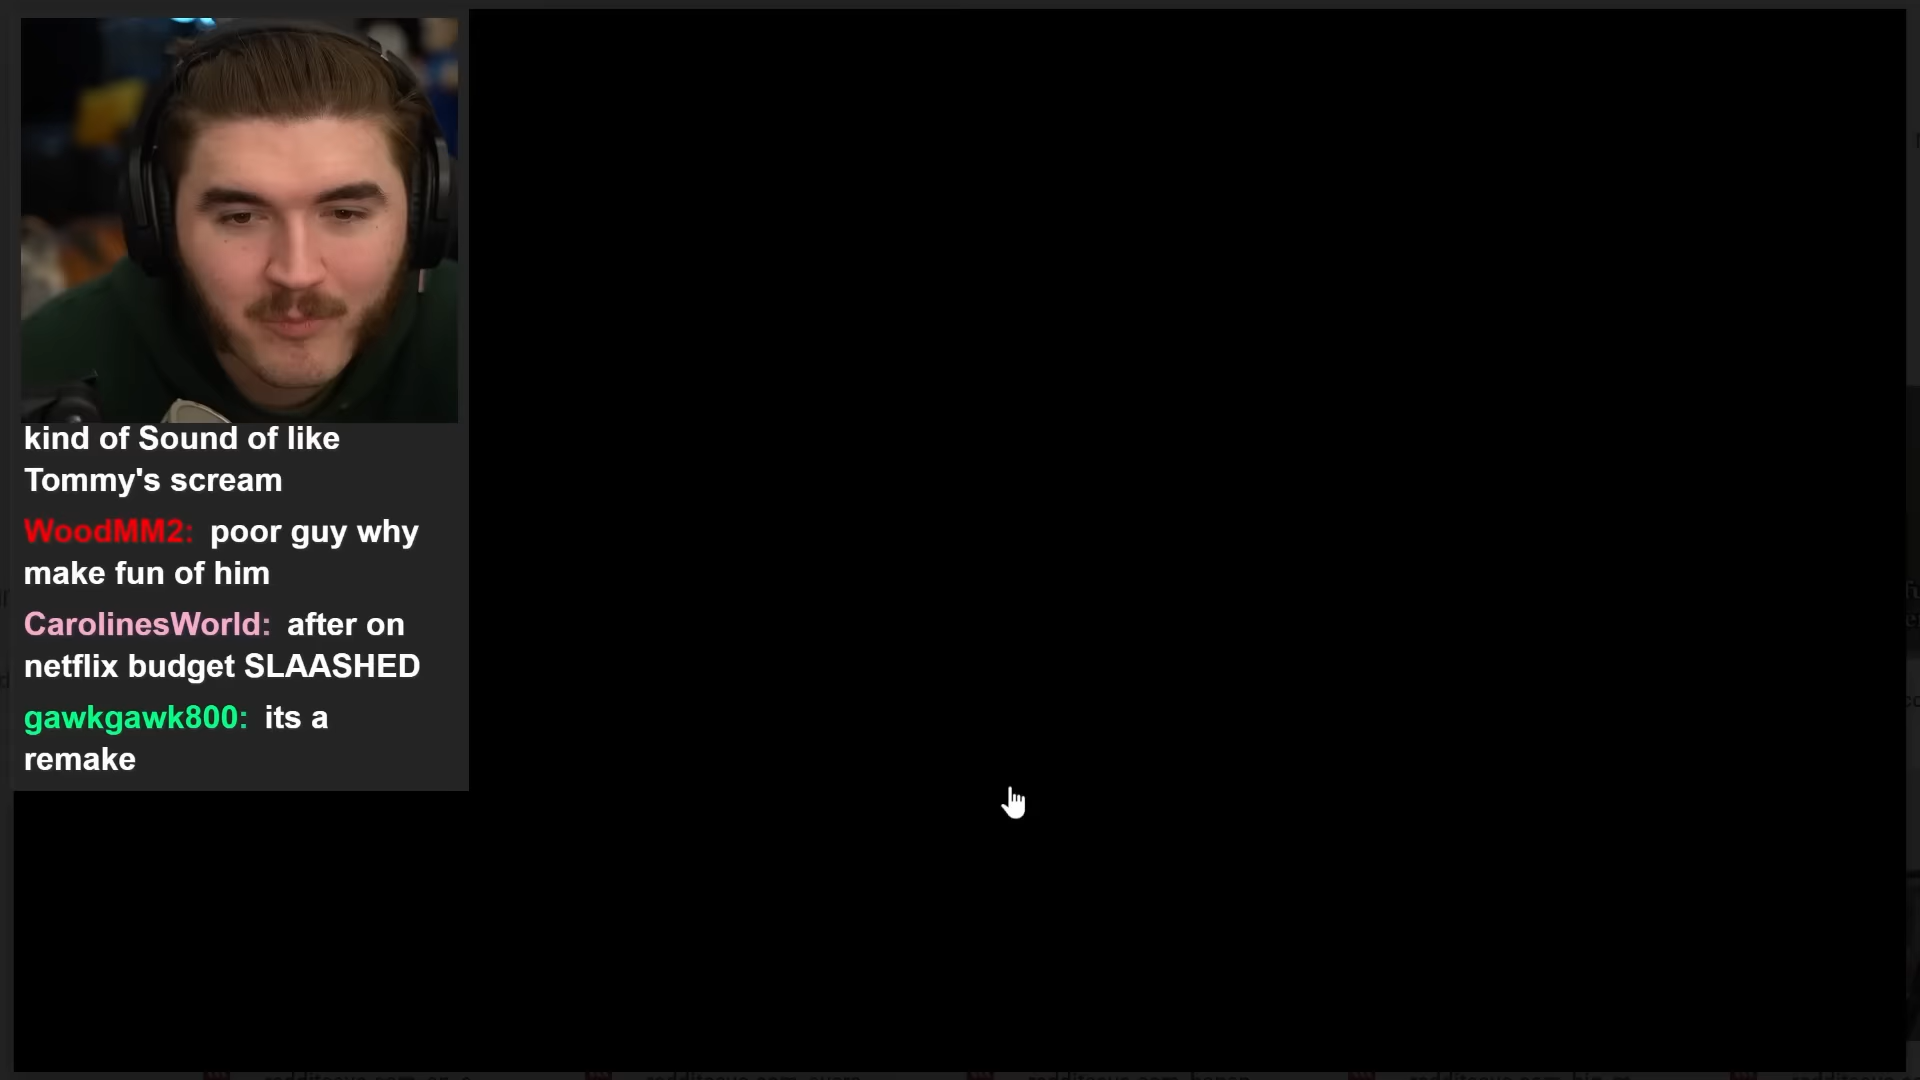 kind of Sound of like
Tommy's scream
WoodMM2: poor guy why
make fun of him
CarolinesWorld: after on
netflix budget SLAASHED
gawkgawk800: its a
remake